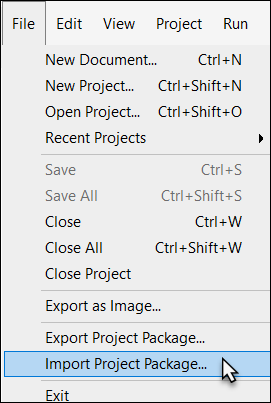 File Edit View Project Run
New Document... Ctrl+N
New Project... Ctrl+Shift+N
Open Project... Ctrl+Shift+O
Recent Projects
Save Ctrl+S
Save All Ctrl+Shift+S
Close Ctrl+W
Close All Ctrl+Shift+W
Close Project
Export as Image...
Export Project Package...
Import Project Package...
Exit